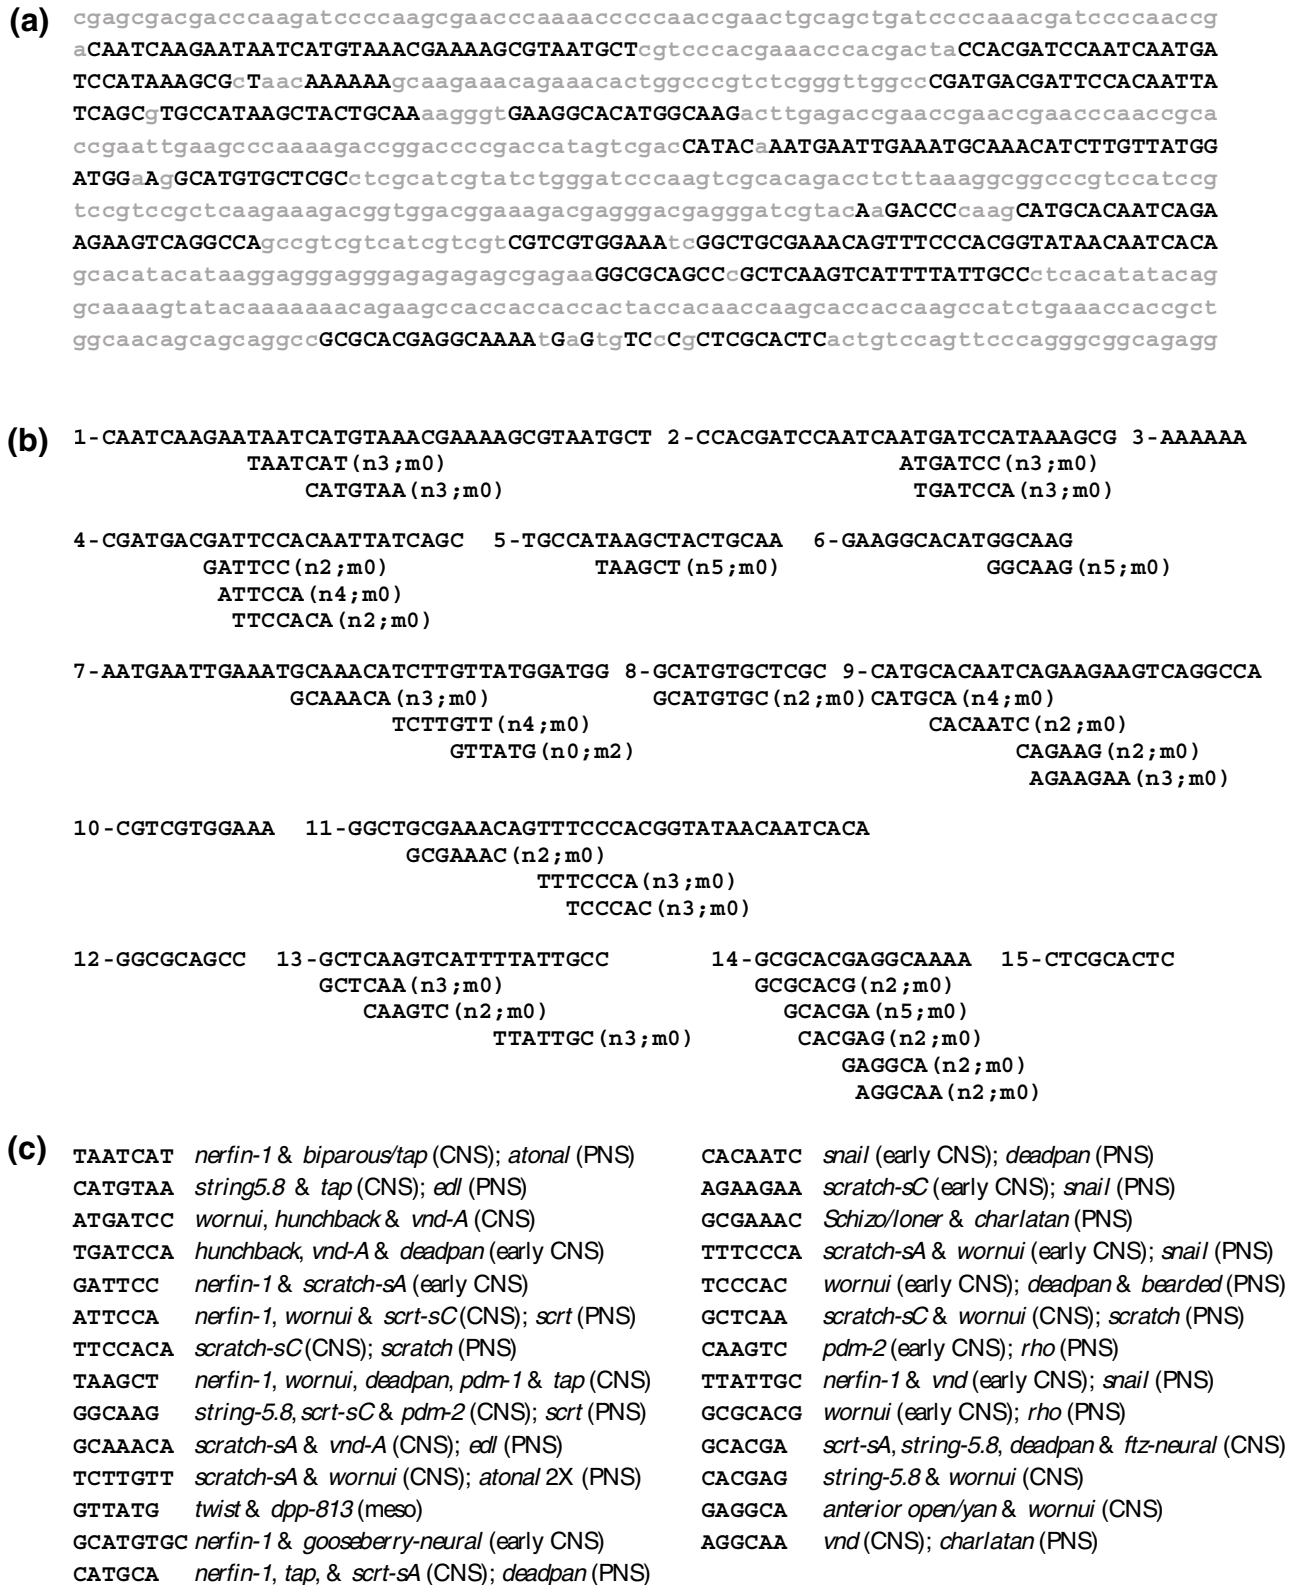 (a) cgagcgacgacccaagatccccaagcgaacccaaaacccccaaccgaactgcagctgatccccaaacgatccccaaccg
aCAATCAAGAATAATCATGTAAACGAAAAGCGTAATGCTcgtcccacgaaacccacgactaCCACGATCCAATCAATGA
TCCATAAAGCGcTaacAAAAAAgcaagaaacagaaacactggcccgtctcgggttggccCGATGACGATTCCACAATTA
TCAGCgTGCCATAAGCTACTGCAAaagggtGAAGGCACATGGCAAGacttgagaccgaaccgaaccgaacccaaccgca
ccgaattgaagcccaaaagaccggaccccgaccatagtcgacCATACaAATGAATTGAAATGCAAACATCTTGTTATGG
ATGGaAgGCATGTGCTCGCctcgcatcgtatctgggatcccaagtcgcacagacctcttaaaggcggcccgtccatccg
tccgtccgctcaagaaagacggtggacggaaagacgagggacgagggatcgtacAaGACCCcaagCATGCACAATCAGA
AGAAGTCAGGCCAgccgtcgtcatcgtcgtCGTCGTGGAAAtcGGCTGCGAAACAGTTTCCCACGGTATAACAATCACA
gcacatacataaggagggagggagagagagcgagaaGGCGCAGCCcGCTCAAGTCATTTTATTGCCctcacatatacag
gcaaaagtatacaaaaaaacagaagccaccaccaccactaccacaaccaagcaccaccaagccatctgaaaccaccgct
ggcaacagcagcaggccGCGCACGAGGCAAAAtGaGtgTCcCgCTCGCACTCactgtccagttcccagggcggcagagg
(b) 1-CAATCAAGAATAATCATGTAAACGAAAAGCGTAATGCT 2-CCACGATCCAATCAATGATCCATAAAGCG 3-AAAAAA
TAATCAT(n3;m0) ATGATCC(n3;m0)
CATGTAA(n3;m0) TGATCCA(n3;m0)
4-CGATGACGATTCCACAATTATCAGC 5-TGCCATAAGCTACTGCAA 6-GAAGGCACATGGCAAG
GATTCC(n2;m0) TAAGCT(n5;m0) GGCAAG(n5;m0)
ATTCCA(n4;m0)
TTCCACA(n2;m0)
7-AATGAATTGAAATGCAAACATCTTGTTATGGATGG 8-GCATGTGCTCGC 9-CATGCACAATCAGAAGAAGTCAGGCCA
GCAAACA(n3;m0) GCATGTGC(n2;m0) CATGCA(n4;m0)
TCTTGTT(n4;m0) CACAATC(n2;m0)
GTTATG(n0;m2) CAGAAG(n2;m0)
AGAAGAA(n3;m0)
10-CGTCGTGGAAA 11-GGCTGCGAAACAGTTTCCCACGGTATAACAATCACA
GCGAAAC(n2;m0)
TTTCCCA(n3;m0)
TCCCAC(n3;m0)
12-GGCGCAGCC 13-GCTCAAGTCATTTTATTGCC 14-GCGCACGAGGCAAAA 15-CTCGCACTC
GCTCAA(n3;m0) GCGCACG(n2;m0)
CAAGTC(n2;m0) GCACGA(n5;m0)
TTATTGC(n3;m0) CACGAG(n2;m0)
GAGGCA(n2;m0)
AGGCAA(n2;m0)
(c) TAATCAT nerfin-1 & biparous/tap (CNS); atonal (PNS)
CATGTAA string5.8 & tap (CNS); edl (PNS)
ATGATCC wornui, hunchback & vnd-A (CNS)
TGATCCA hunchback, vnd-A & deadpan (early CNS)
GATTCC nerfin-1 & scratch-sA (early CNS)
ATTCCA nerfin-1, wornui & scrt-sC (CNS); scrt (PNS)
TTCCACA scratch-sC (CNS); scratch (PNS)
TAAGCT nerfin-1, wornui, deadpan, pdm-1 & tap (CNS)
GGCAAG string-5.8, scrt-sC & pdm-2 (CNS); scrt (PNS)
GCAAACA scratch-sA & vnd-A (CNS); edl (PNS)
TCTTGTT scratch-sA & wornui (CNS); atonal 2X (PNS)
GTTATG twist & dpp-813 (meso)
GCATGTGC nerfin-1 & gooseberry-neural (early CNS)
CATGCA nerfin-1, tap, & scrt-sA (CNS); deadpan (PNS)
CACAATC snail (early CNS); deadpan (PNS)
AGAAGAA scratch-sC (early CNS); snail (PNS)
GCGAAAC Schizo/loner & charlatan (PNS)
TTTCCCA scratch-sA & wornui (early CNS); snail (PNS)
TCCCAC wornui (early CNS); deadpan & bearded (PNS)
GCTCAA scratch-sC & wornui (CNS); scratch (PNS)
CAAGTC pdm-2 (early CNS); rho (PNS)
TTATTGC nerfin-1 & vnd (early CNS); snail (PNS)
GCGCACG wornui (early CNS); rho (PNS)
GCACGA scrt-sA, string-5.8, deadpan & ftz-neural (CNS)
CACGAG string-5.8 & wornui (CNS)
GAGGCA anterior open/yan & wornui (CNS)
AGGCAA vnd (CNS); charlatan (PNS)